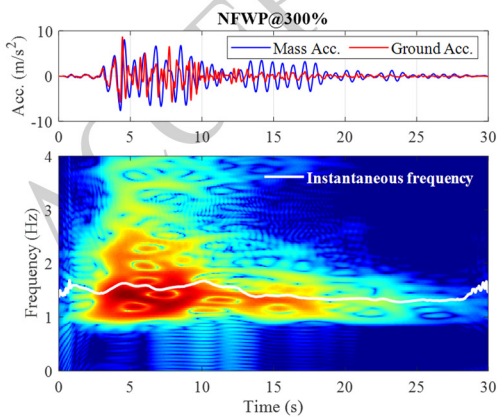 NFWP@300%
Acc. (m/s²)
10
0
-10
Mass Acc.
Ground Acc.
0 5 10 15 20 25 30
Frequency (Hz)
4
3
2
1
0
Instantaneous frequency
0 5 10 15 20 25 30
Time (s)